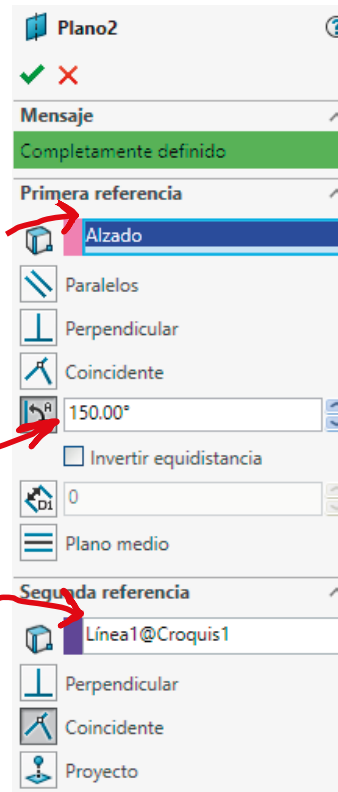 Plano2
Mensaje
Completamente definido
Primera referencia
Alzado
Paralelos
Perpendicular
Coincidente
150.00°
Invertir equidistancia
D1 0
Plano medio
Segunda referencia
Línea1@Croquis1
Perpendicular
Coincidente
Proyecto